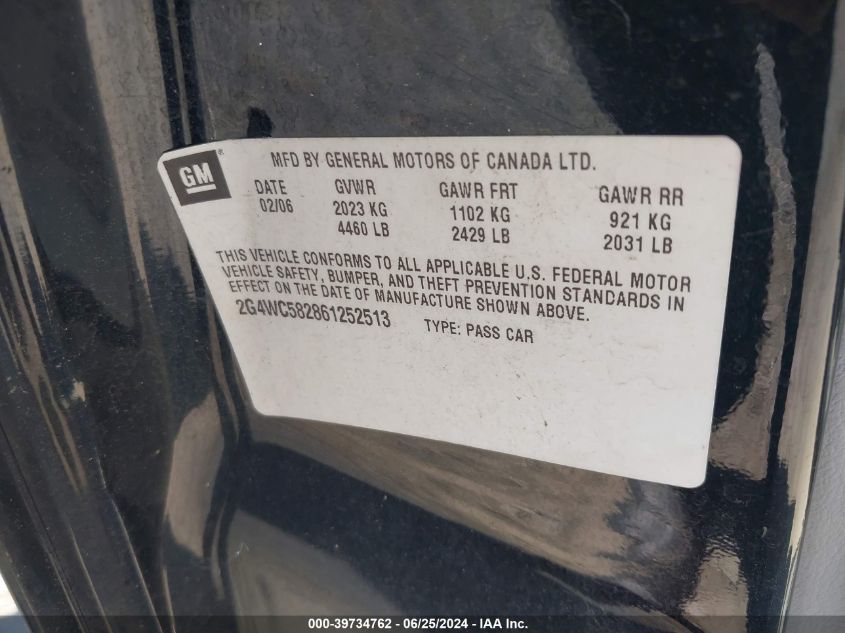 GM®
MFD BY GENERAL MOTORS OF CANADA LTD.
DATE GVWR GAWR FRT GAWR RR
02/06 2023 KG 1102 KG 921 KG
4460 LB 2429 LB 2031 LB
THIS VEHICLE CONFORMS TO ALL APPLICABLE U.S. FEDERAL MOTOR
VEHICLE SAFETY, BUMPER, AND THEFT PREVENTION STANDARDS IN
EFFECT ON THE DATE OF MANUFACTURE SHOWN ABOVE.
2G4WC582861252513 TYPE: PASS CAR
000-39734762 - 06/25/2024 - IAA Inc.